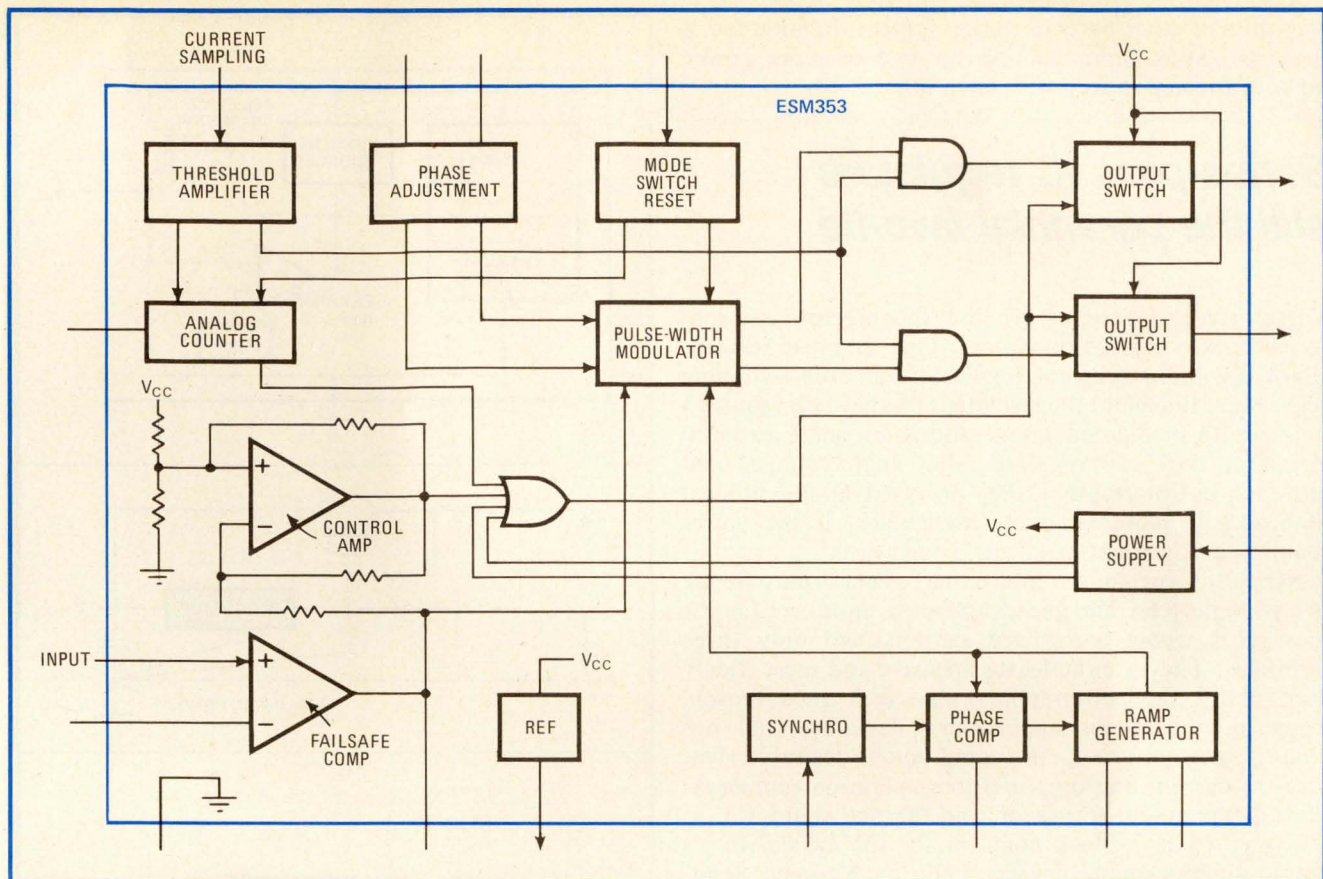 CURRENT
SAMPLING
VCC
ESM353
THRESHOLD
AMPLIFIER
PHASE
ADJUSTMENT
MODE
SWITCH
RESET
OUTPUT
SWITCH
ANALOG
COUNTER
PULSE-WIDTH
MODULATOR
OUTPUT
SWITCH
VCC
+
−
CONTROL
AMP
VCC
POWER
SUPPLY
INPUT
+
−
FAILSAFE
COMP
VCC
REF
SYNCHRO
PHASE
COMP
RAMP
GENERATOR